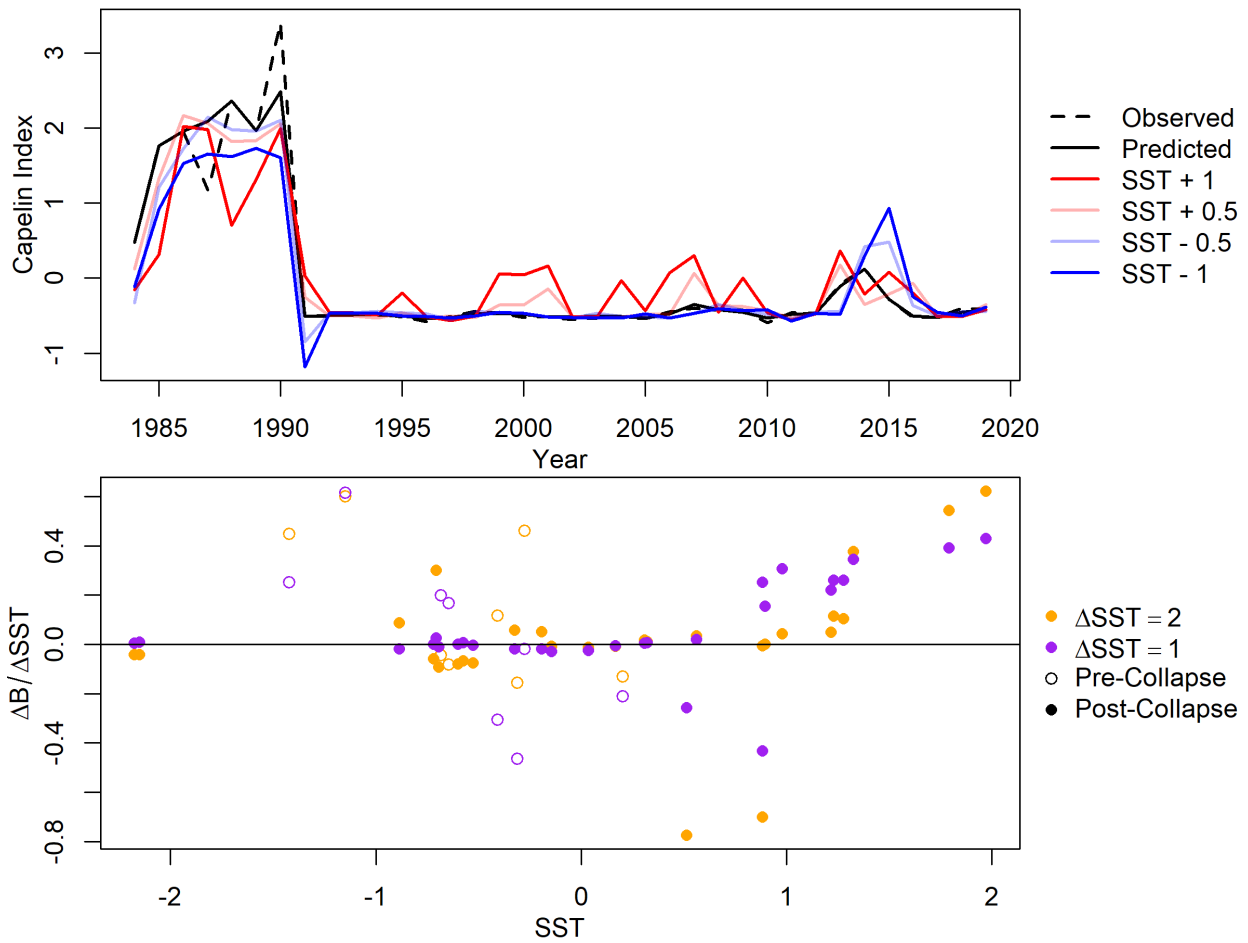 Capelin Index
3
2
1
0
-1
1985 1990 1995 2000 2005 2010 2015 2020
Year
Observed
Predicted
SST + 1
SST + 0.5
SST - 0.5
SST - 1
ΔB/ΔSST
0.4
0.0
-0.4
-0.8
-2 -1 0 1 2
SST
ΔSST = 2
ΔSST = 1
Pre-Collapse
Post-Collapse